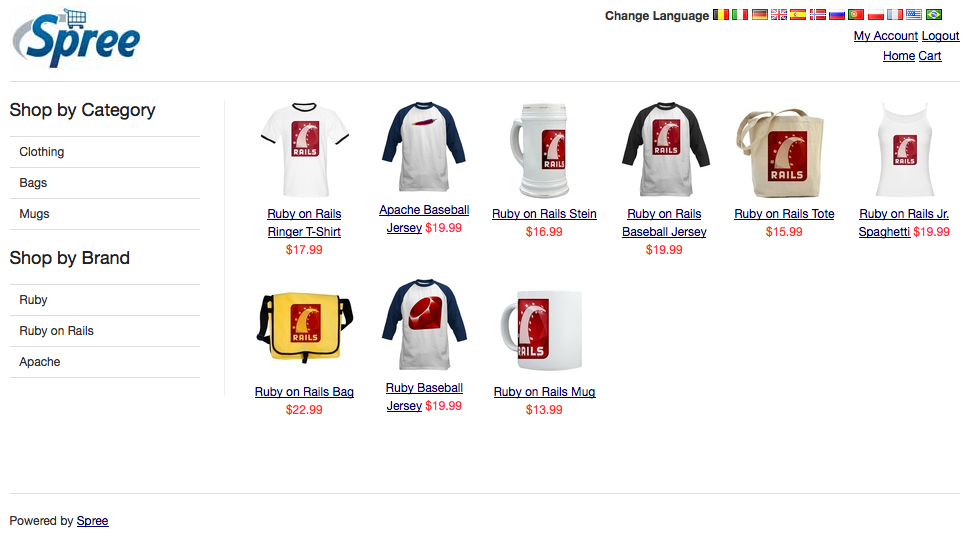 Spree
Change Language
My Account Logout
Home Cart
Shop by Category
Clothing
Bags
Mugs
Shop by Brand
Ruby
Ruby on Rails
Apache
RAILS
Ruby on Rails
Ringer T-Shirt
$17.99
Apache Baseball
Jersey $19.99
RAILS
Ruby on Rails Stein
$16.99
RAILS
Ruby on Rails
Baseball Jersey
$19.99
RAILS
Ruby on Rails Tote
$15.99
RAILS
Ruby on Rails Jr.
Spaghetti $19.99
RAILS
Ruby on Rails Bag
$22.99
Ruby Baseball
Jersey $19.99
RAILS
Ruby on Rails Mug
$13.99
Powered by Spree